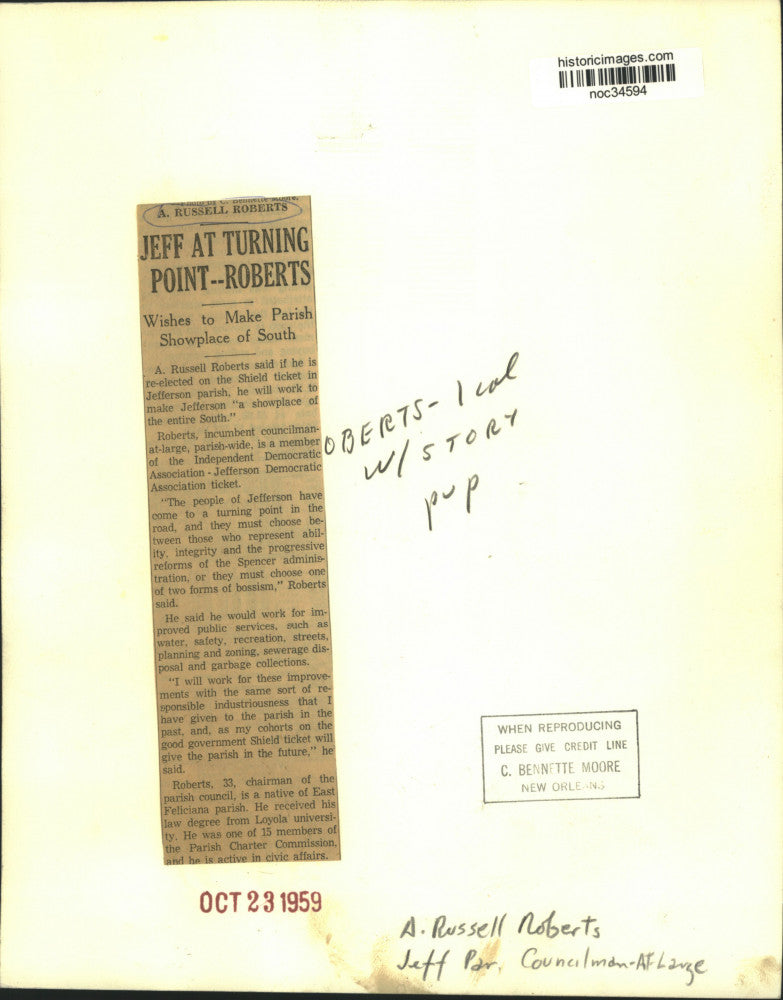 historicimages.com
noc34594
—Photo by C. Bennette Moore.
A. RUSSELL ROBERTS
JEFF AT TURNING
POINT--ROBERTS
Wishes to Make Parish
Showplace of South
A. Russell Roberts said if he is
re-elected on the Shield ticket in
Jefferson parish, he will work to
make Jefferson "a showplace of
the entire South."
Roberts, incumbent councilman-
at-large, parish-wide, is a member
of the Independent Democratic
Association - Jefferson Democratic
Association ticket.
"The people of Jefferson have
come to a turning point in the
road, and they must choose be-
tween those who represent abil-
ity, integrity and the progressive
reforms of the Spencer adminis-
tration, or they must choose one
of two forms of bossism," Roberts
said.
He said he would work for im-
proved public services, such as
water, safety, recreation, streets,
planning and zoning, sewerage dis-
posal and garbage collections.
"I will work for these improve-
ments with the same sort of re-
sponsible industriousness that I
have given to the parish in the
past, and, as my cohorts on the
good government Shield ticket will
give the parish in the future," he
said.
Roberts, 33, chairman of the
parish council, is a native of East
Feliciana parish. He received his
law degree from Loyola universi-
ty. He was one of 15 members of
the Parish Charter Commission,
and he is active in civic affairs.
OBERTS - 1 col
W/ STORY
pup
WHEN REPRODUCING
PLEASE GIVE CREDIT LINE
C. BENNETTE MOORE
NEW ORLEANS
OCT 23 1959
A. Russell Roberts
Jeff Par. Councilman-At-Large